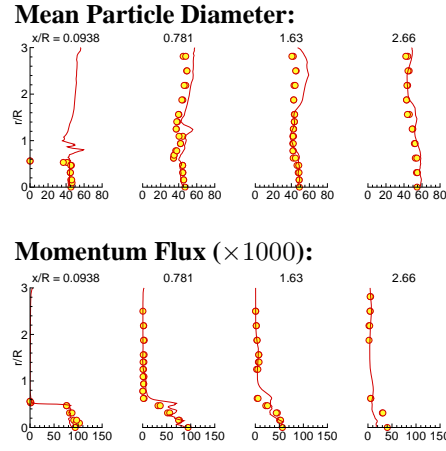 Mean Particle Diameter:
x/R = 0.0938 0.781 1.63 2.66
3
2
r/R
1
0
0 20 40 60 80 0 20 40 60 80 0 20 40 60 80 0 20 40 60 80
Momentum Flux (×1000):
x/R = 0.0938 0.781 1.63 2.66
3
2
r/R
1
0
0 50 100 150 0 50 100 150 0 50 100 150 0 50 100 150